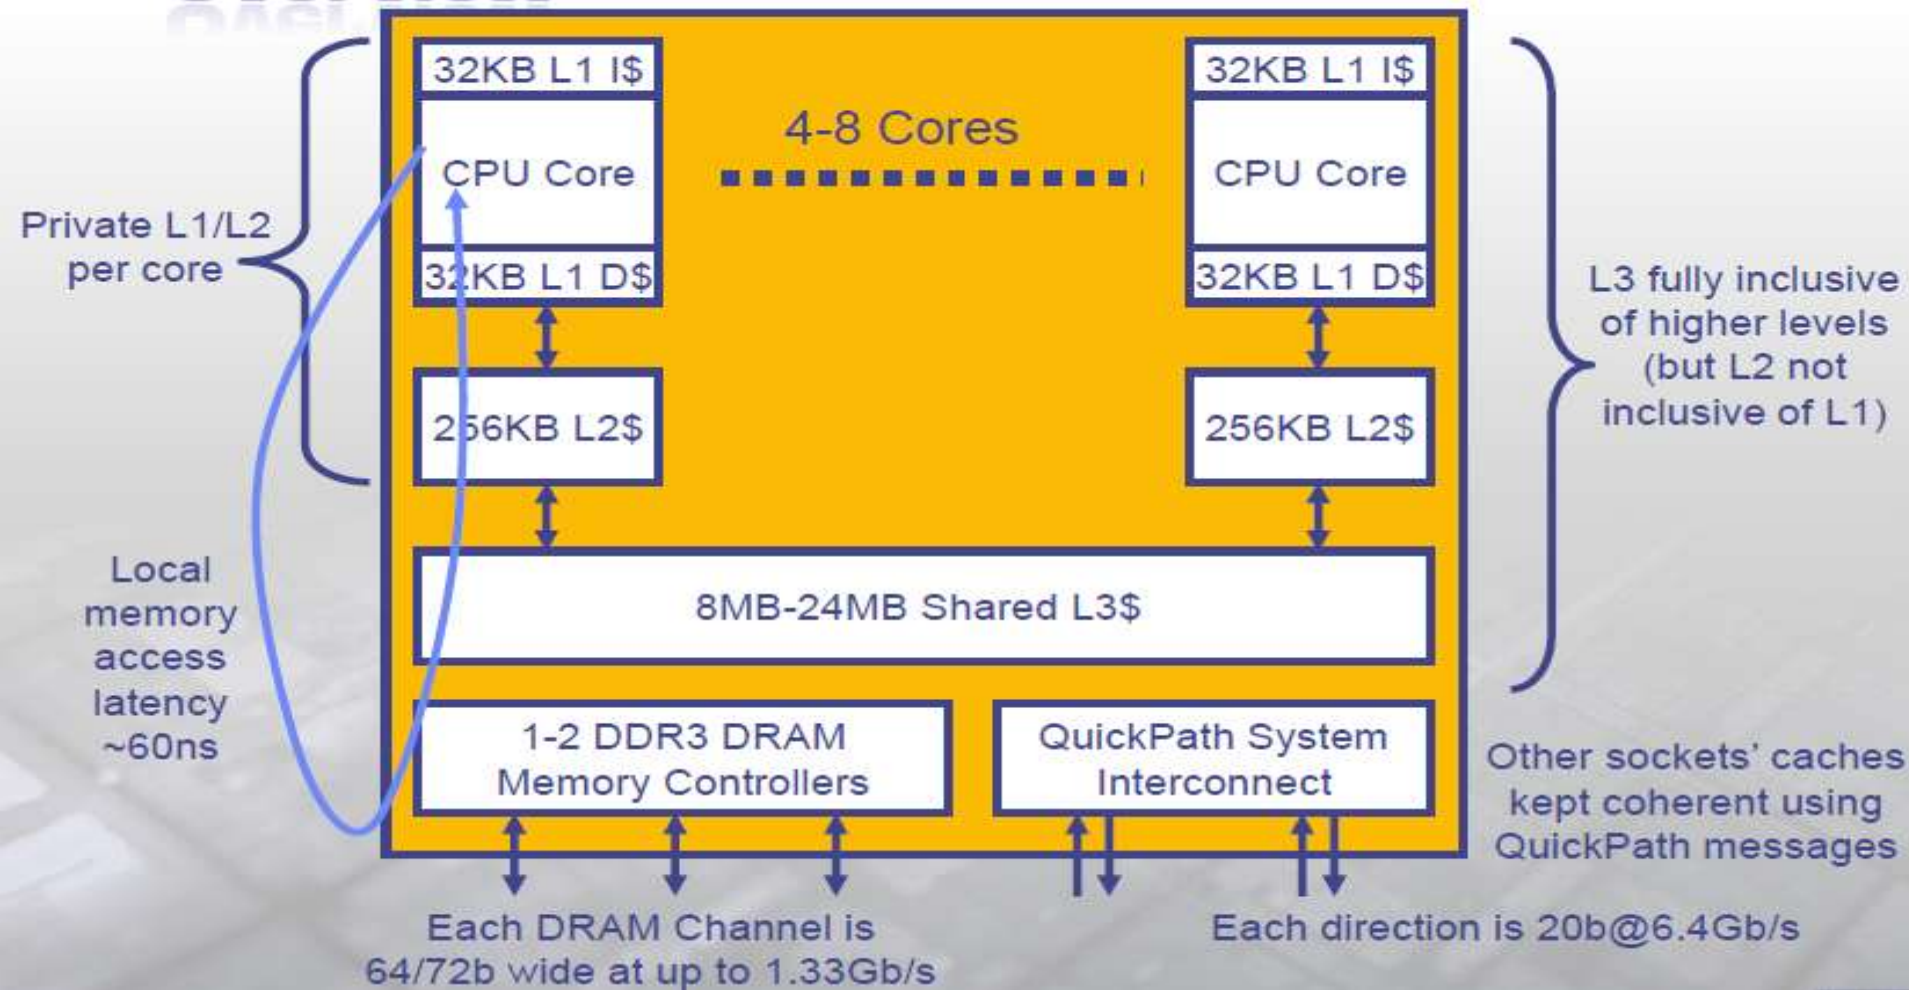 32KB L1 I$
32KB L1 I$
4-8 Cores
CPU Core
CPU Core
Private L1/L2
per core
32KB L1 D$
32KB L1 D$
L3 fully inclusive
of higher levels
(but L2 not
inclusive of L1)
256KB L2$
256KB L2$
Local
memory
access
latency
~60ns
8MB-24MB Shared L3$
1-2 DDR3 DRAM
Memory Controllers
QuickPath System
Interconnect
Other sockets’ caches
kept coherent using
QuickPath messages
Each DRAM Channel is
64/72b wide at up to 1.33Gb/s
Each direction is 20b@6.4Gb/s